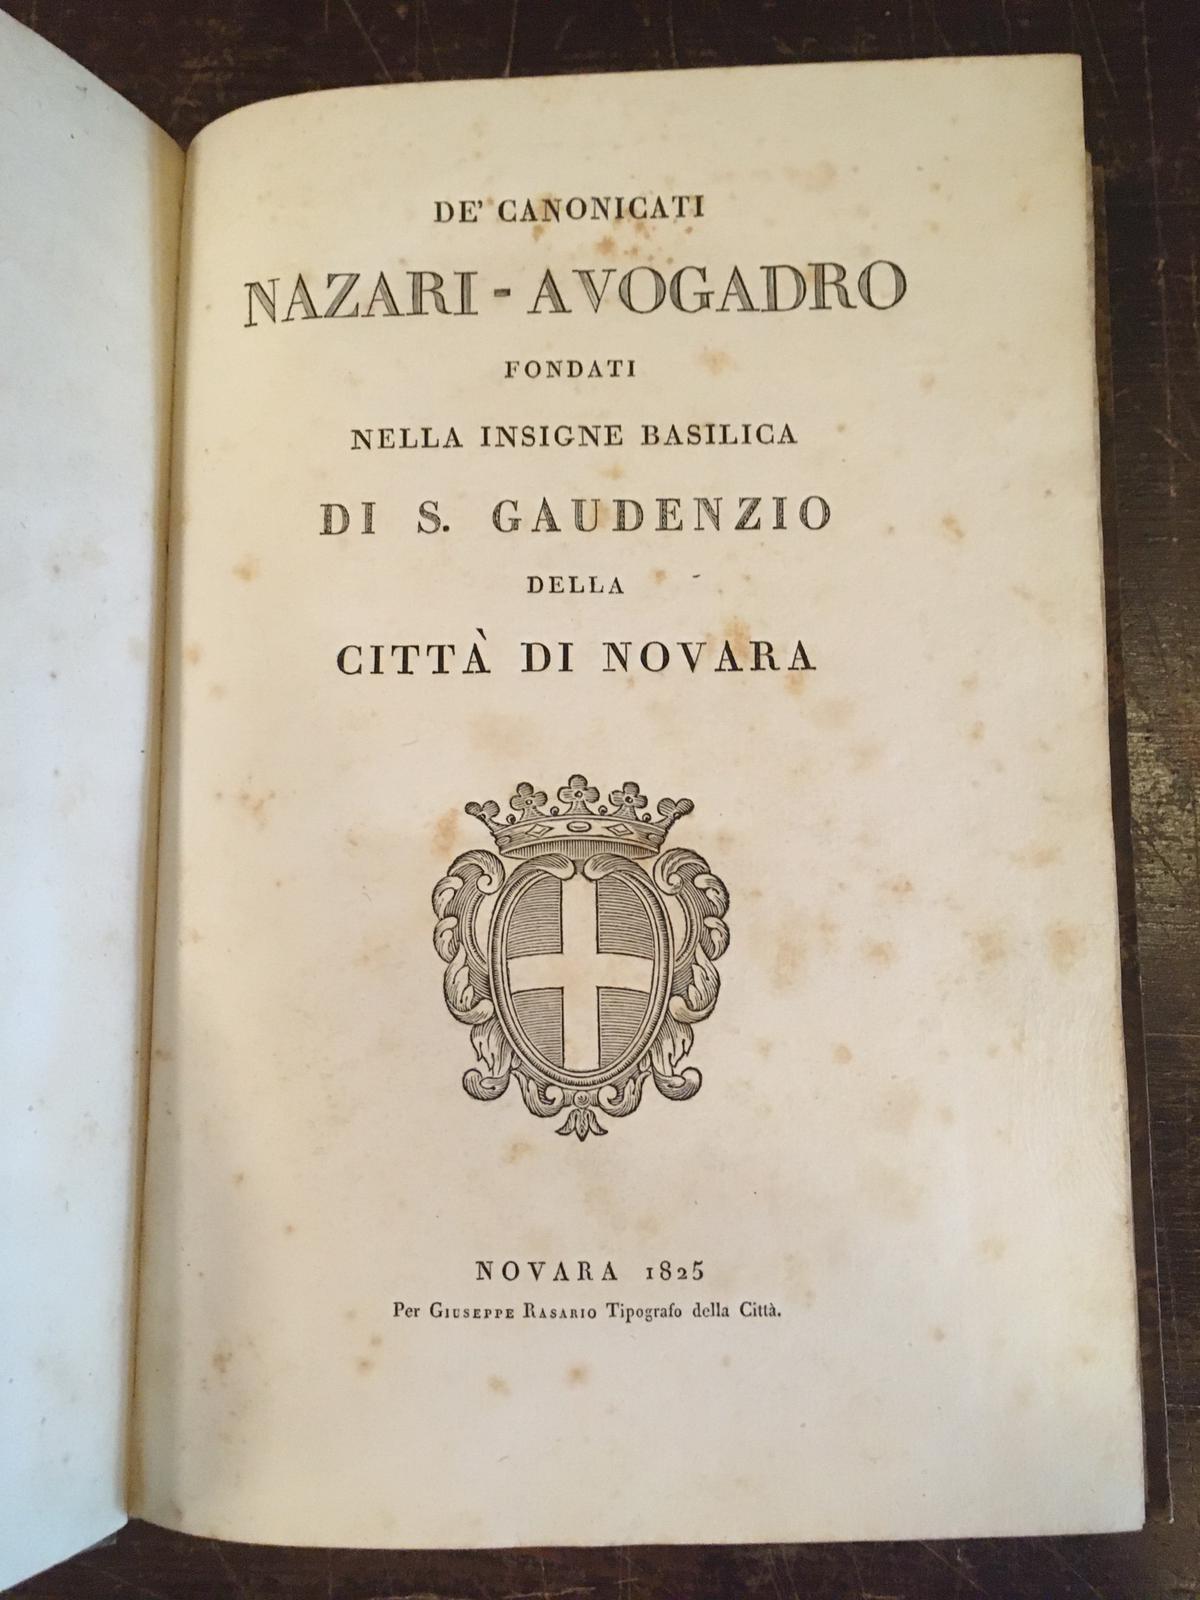 DE' CANONICATI
NAZARI - AVOGADRO
FONDATI
NELLA INSIGNE BASILICA
DI S. GAUDENZIO
DELLA
CITTÀ DI NOVARA
NOVARA 1825
Per GIUSEPPE RASARIO Tipografo della Città.